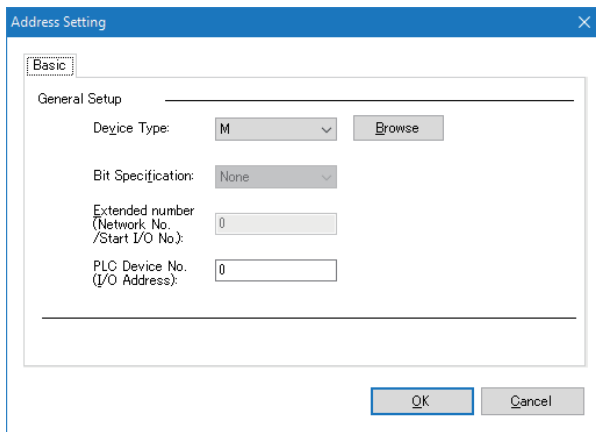 Address Setting
Basic
General Setup
Device Type:
M
Browse
Bit Specification:
None
Extended number
(Network No.
/Start I/O No.):
0
PLC Device No.
(I/O Address):
0
OK
Cancel